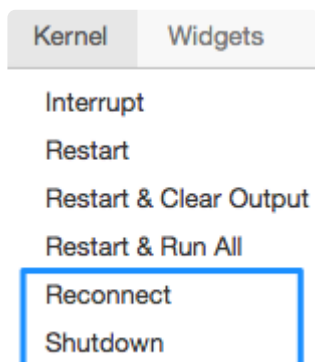 Kernel Widgets
Interrupt
Restart
Restart & Clear Output
Restart & Run All
Reconnect
Shutdown